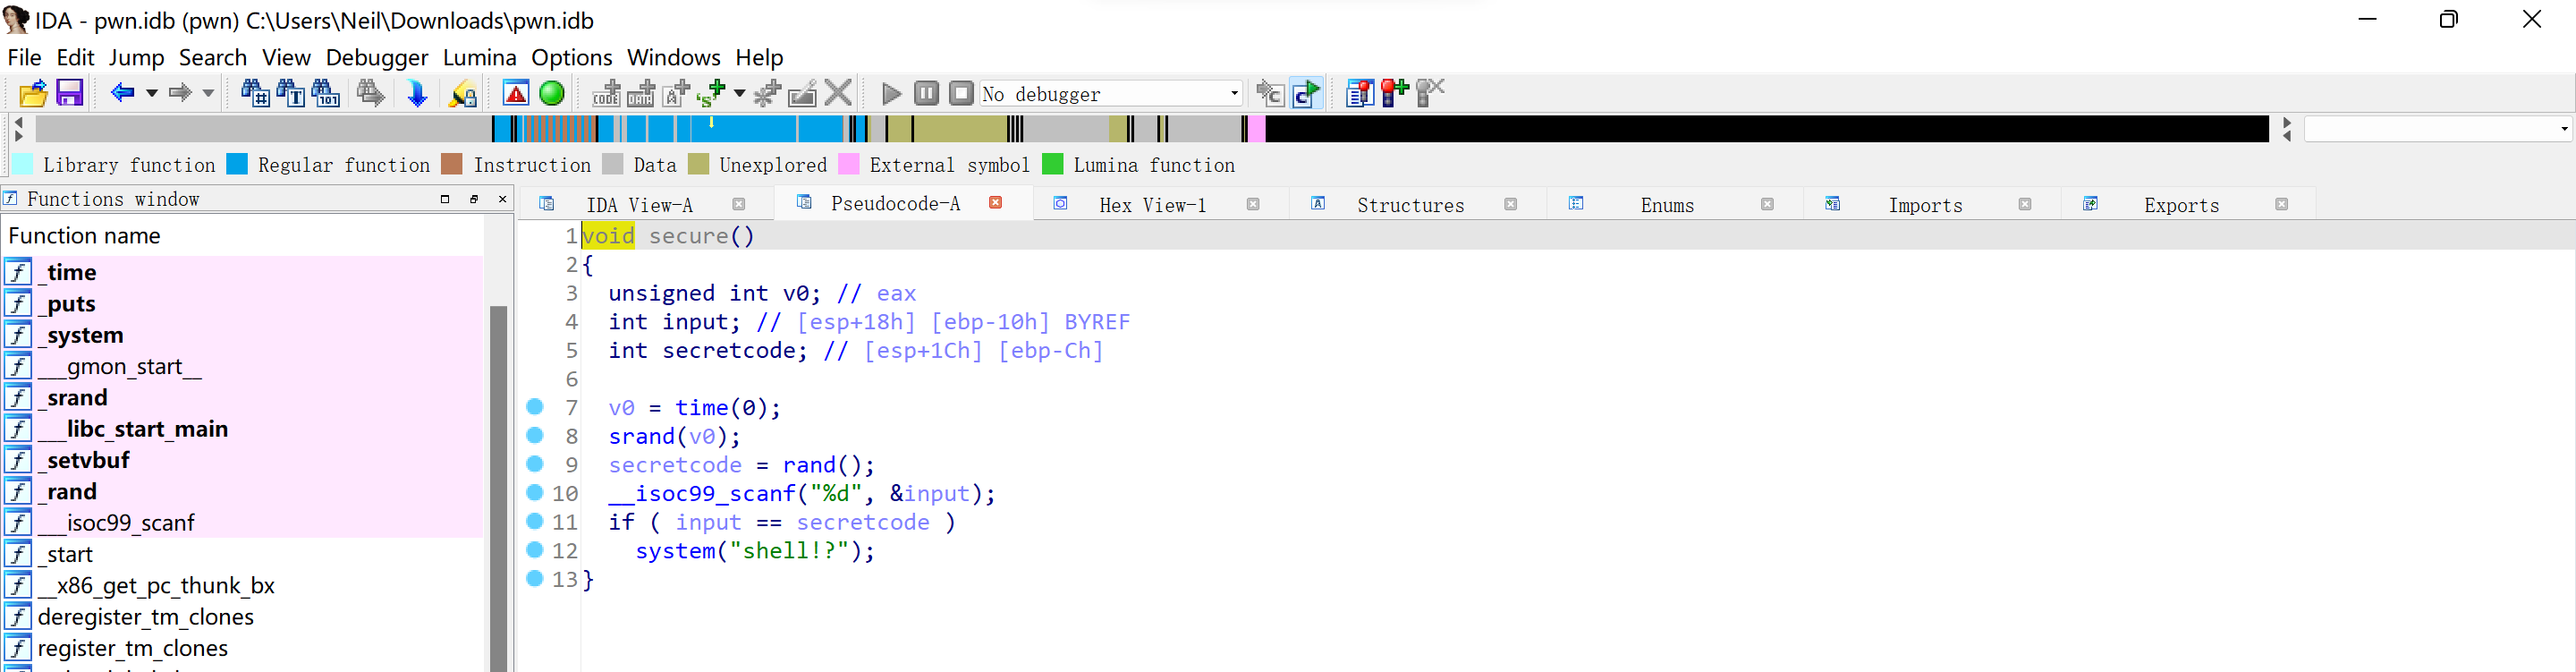 IDA - pwn.idb (pwn) C:\Users\Neil\Downloads\pwn.idb
File Edit Jump Search View Debugger Lumina Options Windows Help
No debugger
Library function Regular function Instruction Data Unexplored External symbol Lumina function
Functions window
IDA View-A Pseudocode-A Hex View-1 Structures Enums Imports Exports
Function name
_time
_puts
_system
___gmon_start__
_srand
___libc_start_main
_setvbuf
_rand
___isoc99_scanf
_start
__x86_get_pc_thunk_bx
deregister_tm_clones
register_tm_clones
1 void secure()
2 {
3 unsigned int v0; // eax
4 int input; // [esp+18h] [ebp-10h] BYREF
5 int secretcode; // [esp+1Ch] [ebp-Ch]
6
7 v0 = time(0);
8 srand(v0);
9 secretcode = rand();
10 __isoc99_scanf("%d", &input);
11 if ( input == secretcode )
12 system("shell!?");
13 }